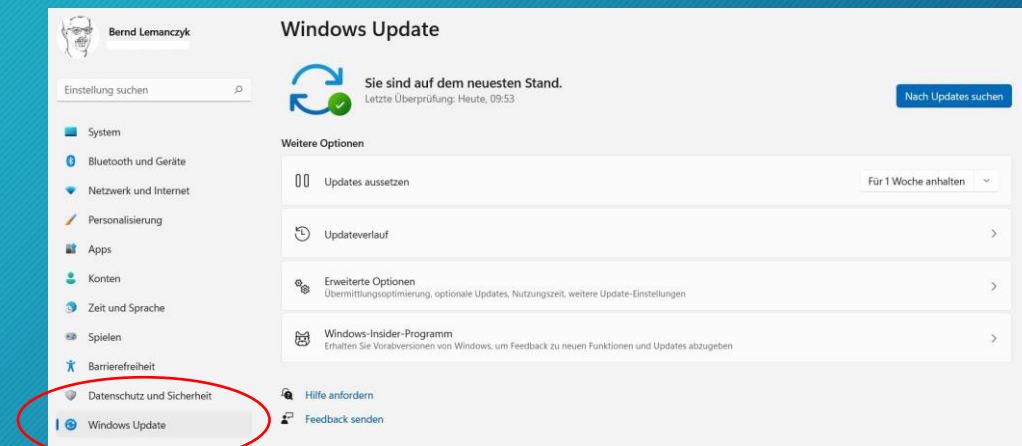 Bernd Lemanczyk
Einstellung suchen
System
Bluetooth und Geräte
Netzwerk und Internet
Personalisierung
Apps
Konten
Zeit und Sprache
Spielen
Barrierefreiheit
Datenschutz und Sicherheit
Windows Update
Windows Update
Sie sind auf dem neuesten Stand.
Letzte Überprüfung: Heute, 09:53
Nach Updates suchen
Weitere Optionen
Updates aussetzen
Für 1 Woche anhalten
Updateverlauf
Erweiterte Optionen
Übermittlungsoptimierung, optionale Updates, Nutzungszeit, weitere Update-Einstellungen
Windows-Insider-Programm
Erhalten Sie Vorabversionen von Windows, um Feedback zu neuen Funktionen und Updates abzugeben
Hilfe anfordern
Feedback senden